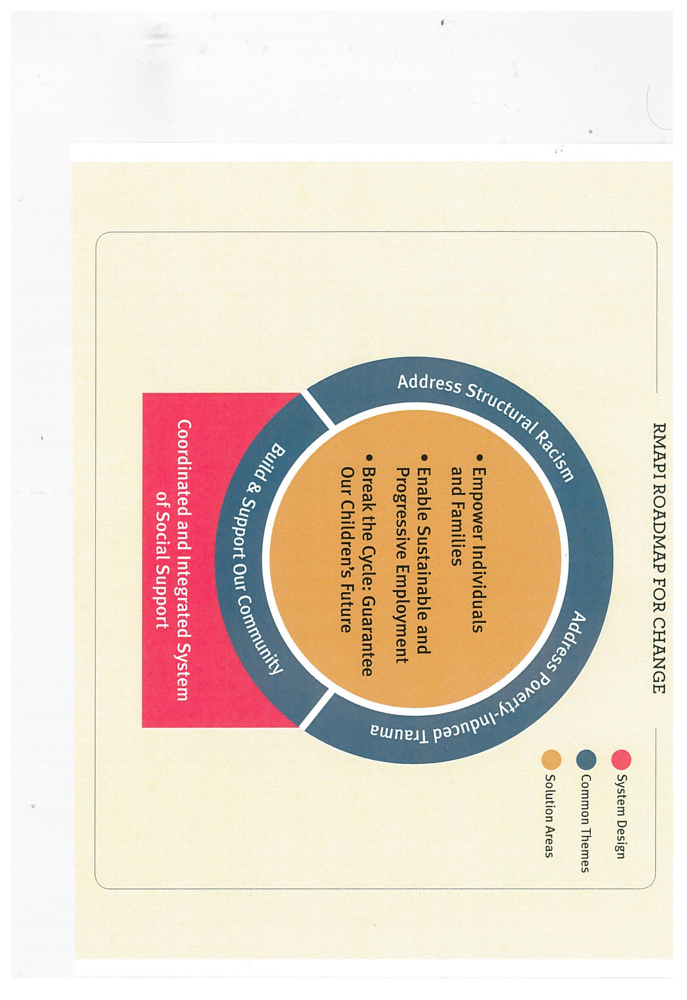 RMAPI ROADMAP FOR CHANGE
System Design
Common Themes
Solution Areas
Address Structural Racism
Address Poverty-Induced Trauma
• Empower Individuals
and Families
• Enable Sustainable and
Progressive Employment
• Break the Cycle: Guarantee
Our Children's Future
Build & Support Our Community
Coordinated and Integrated System
of Social Support